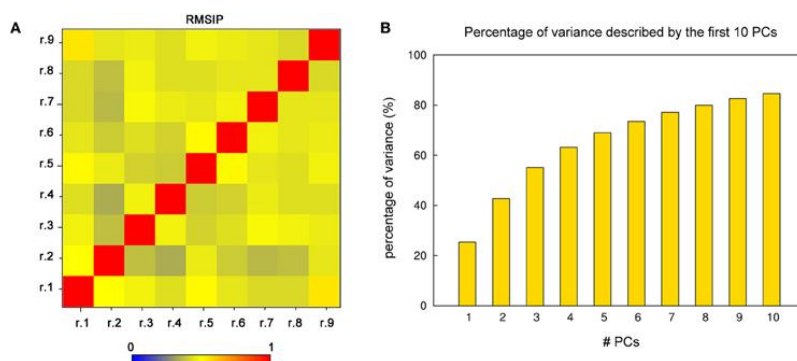 A
RMSIP
r.9
r.8
r.7
r.6
r.5
r.4
r.3
r.2
r.1
r.1 r.2 r.3 r.4 r.5 r.6 r.7 r.8 r.9
0 1
B
Percentage of variance described by the first 10 PCs
percentage of variance (%)
100
80
60
40
20
0
1 2 3 4 5 6 7 8 9 10
# PCs